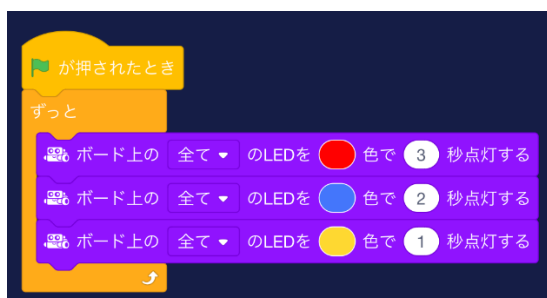 が押されたとき
ずっと
ボード上の 全て のLEDを 色で 3 秒点灯する
ボード上の 全て のLEDを 色で 2 秒点灯する
ボード上の 全て のLEDを 色で 1 秒点灯する